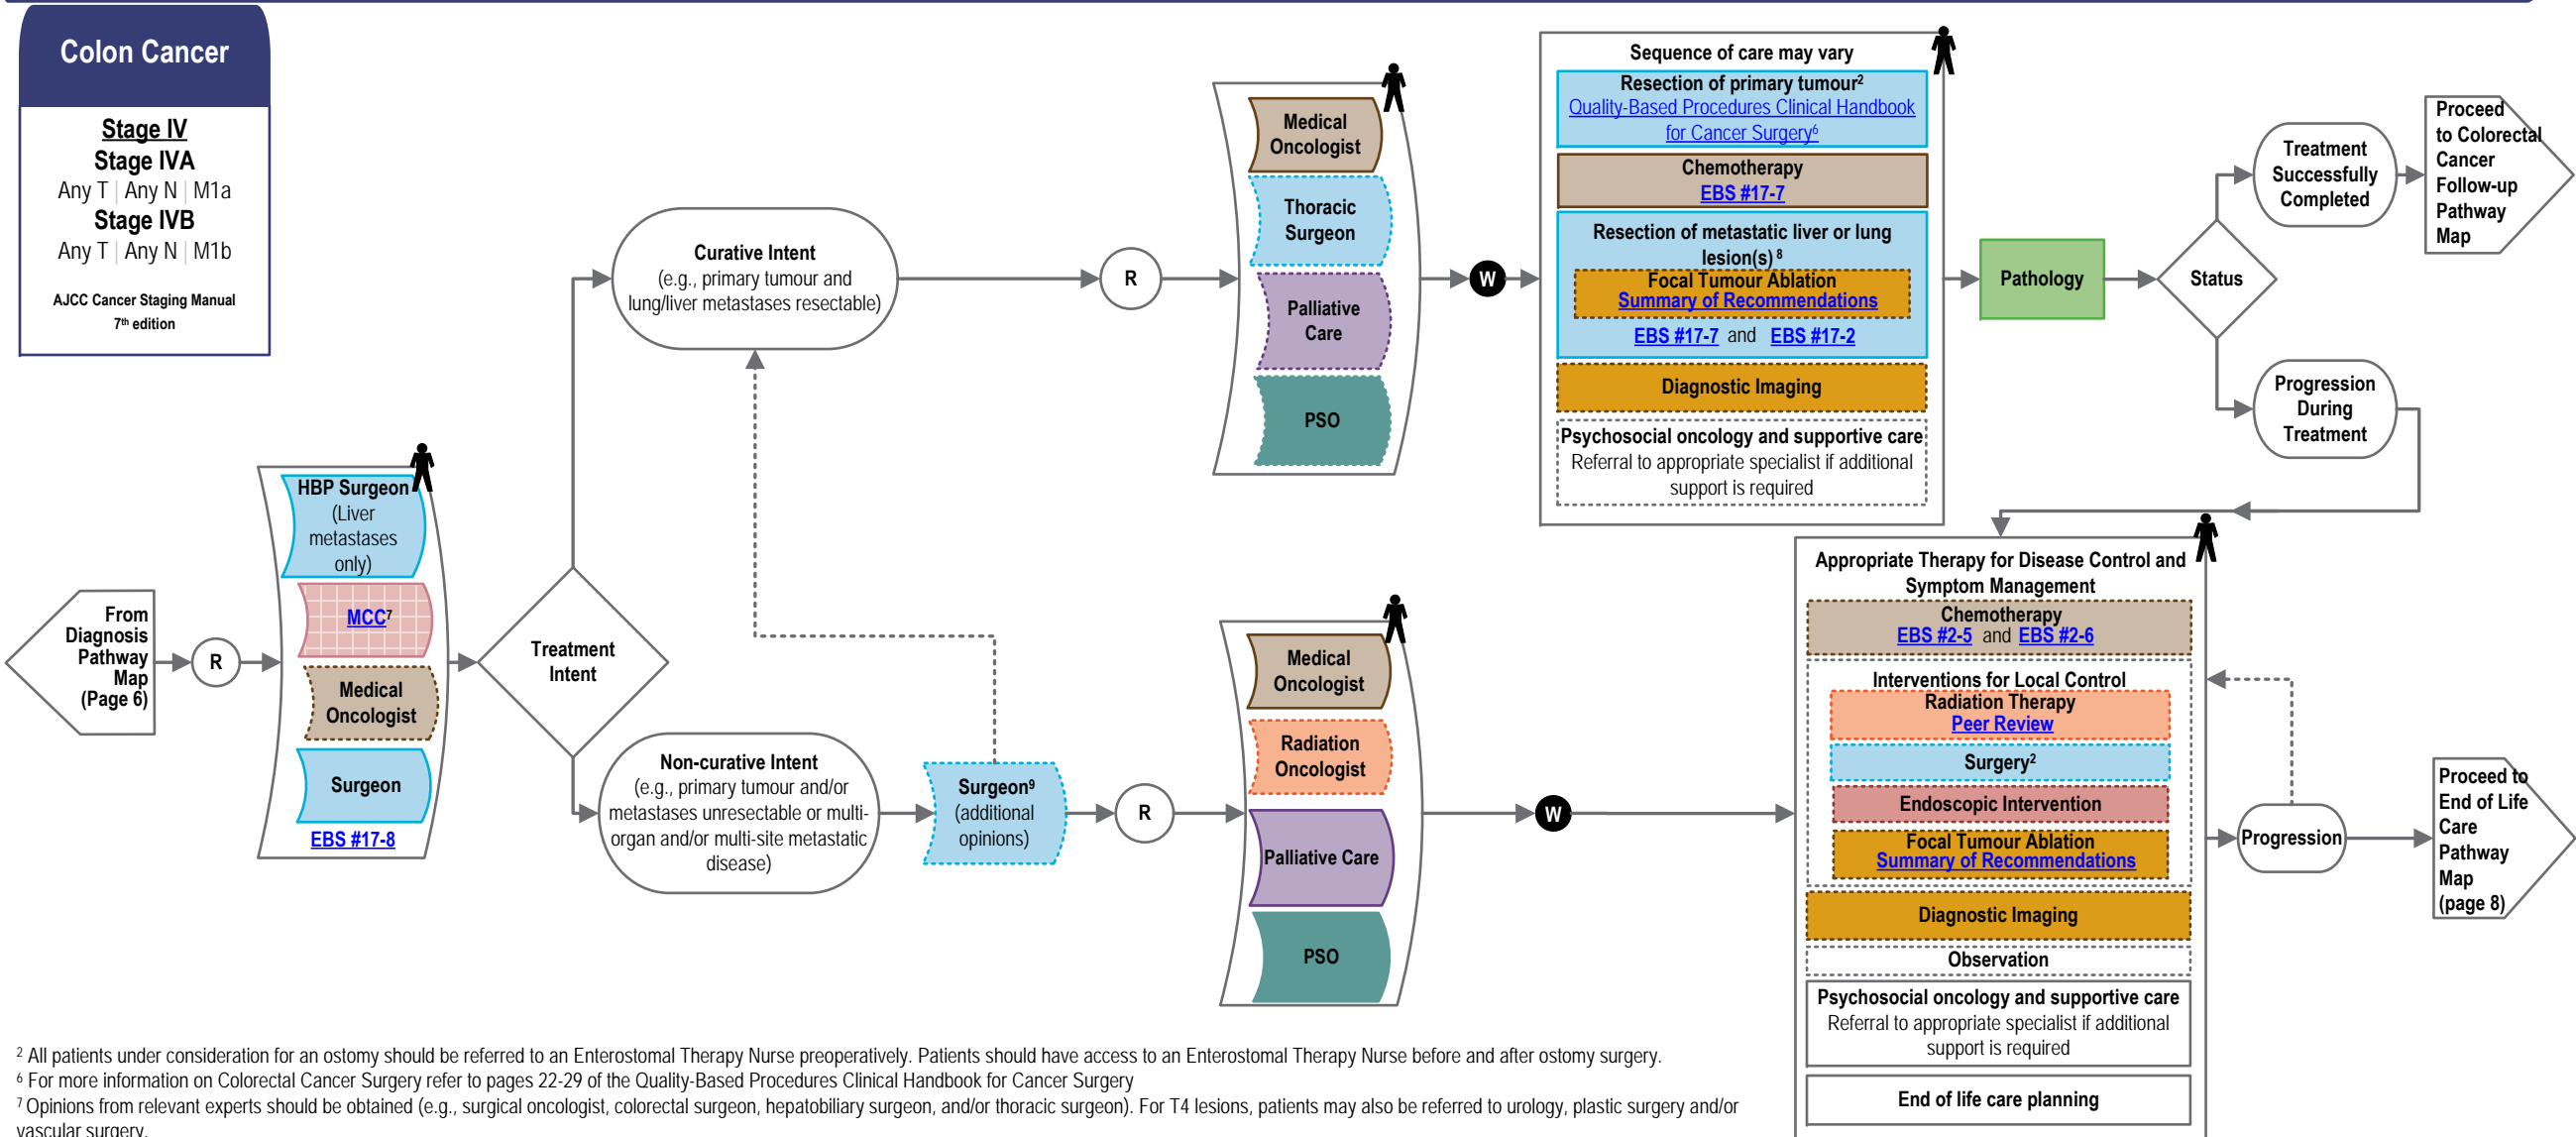 Colon Cancer
Stage IV
Stage IVA
Any T | Any N | M1a
Stage IVB
Any T | Any N | M1b
AJCC Cancer Staging Manual
7th edition
From
Diagnosis
Pathway
Map
(Page 6)
R
HBP Surgeon
(Liver
metastases
only)
MCC7
Medical
Oncologist
Surgeon
EBS #17-8
Treatment
Intent
Curative Intent
(e.g., primary tumour and
lung/liver metastases resectable)
R
Medical
Oncologist
Thoracic
Surgeon
Palliative
Care
PSO
W
Sequence of care may vary
Resection of primary tumour2
Quality-Based Procedures Clinical Handbook
for Cancer Surgery6
Chemotherapy
EBS #17-7
Resection of metastatic liver or lung
lesion(s) 8
Focal Tumour Ablation
Summary of Recommendations
EBS #17-7 and EBS #17-2
Diagnostic Imaging
Psychosocial oncology and supportive care
Referral to appropriate specialist if additional
support is required
Pathology
Status
Treatment
Successfully
Completed
Proceed
to Colorectal
Cancer
Follow-up
Pathway
Map
Progression
During
Treatment
Non-curative Intent
(e.g., primary tumour and/or
metastases unresectable or multi-
organ and/or multi-site metastatic
disease)
Surgeon9
(additional
opinions)
R
Medical
Oncologist
Radiation
Oncologist
Palliative Care
PSO
W
Appropriate Therapy for Disease Control and
Symptom Management
Chemotherapy
EBS #2-5 and EBS #2-6
Interventions for Local Control
Radiation Therapy
Peer Review
Surgery2
Endoscopic Intervention
Focal Tumour Ablation
Summary of Recommendations
Diagnostic Imaging
Observation
Psychosocial oncology and supportive care
Referral to appropriate specialist if additional
support is required
End of life care planning
Progression
Proceed to
End of Life
Care
Pathway
Map
(page 8)
2 All patients under consideration for an ostomy should be referred to an Enterostomal Therapy Nurse preoperatively. Patients should have access to an Enterostomal Therapy Nurse before and after ostomy surgery.
6 For more information on Colorectal Cancer Surgery refer to pages 22-29 of the Quality-Based Procedures Clinical Handbook for Cancer Surgery
7 Opinions from relevant experts should be obtained (e.g., surgical oncologist, colorectal surgeon, hepatobiliary surgeon, and/or thoracic surgeon). For T4 lesions, patients may also be referred to urology, plastic surgery and/or
vascular surgery.